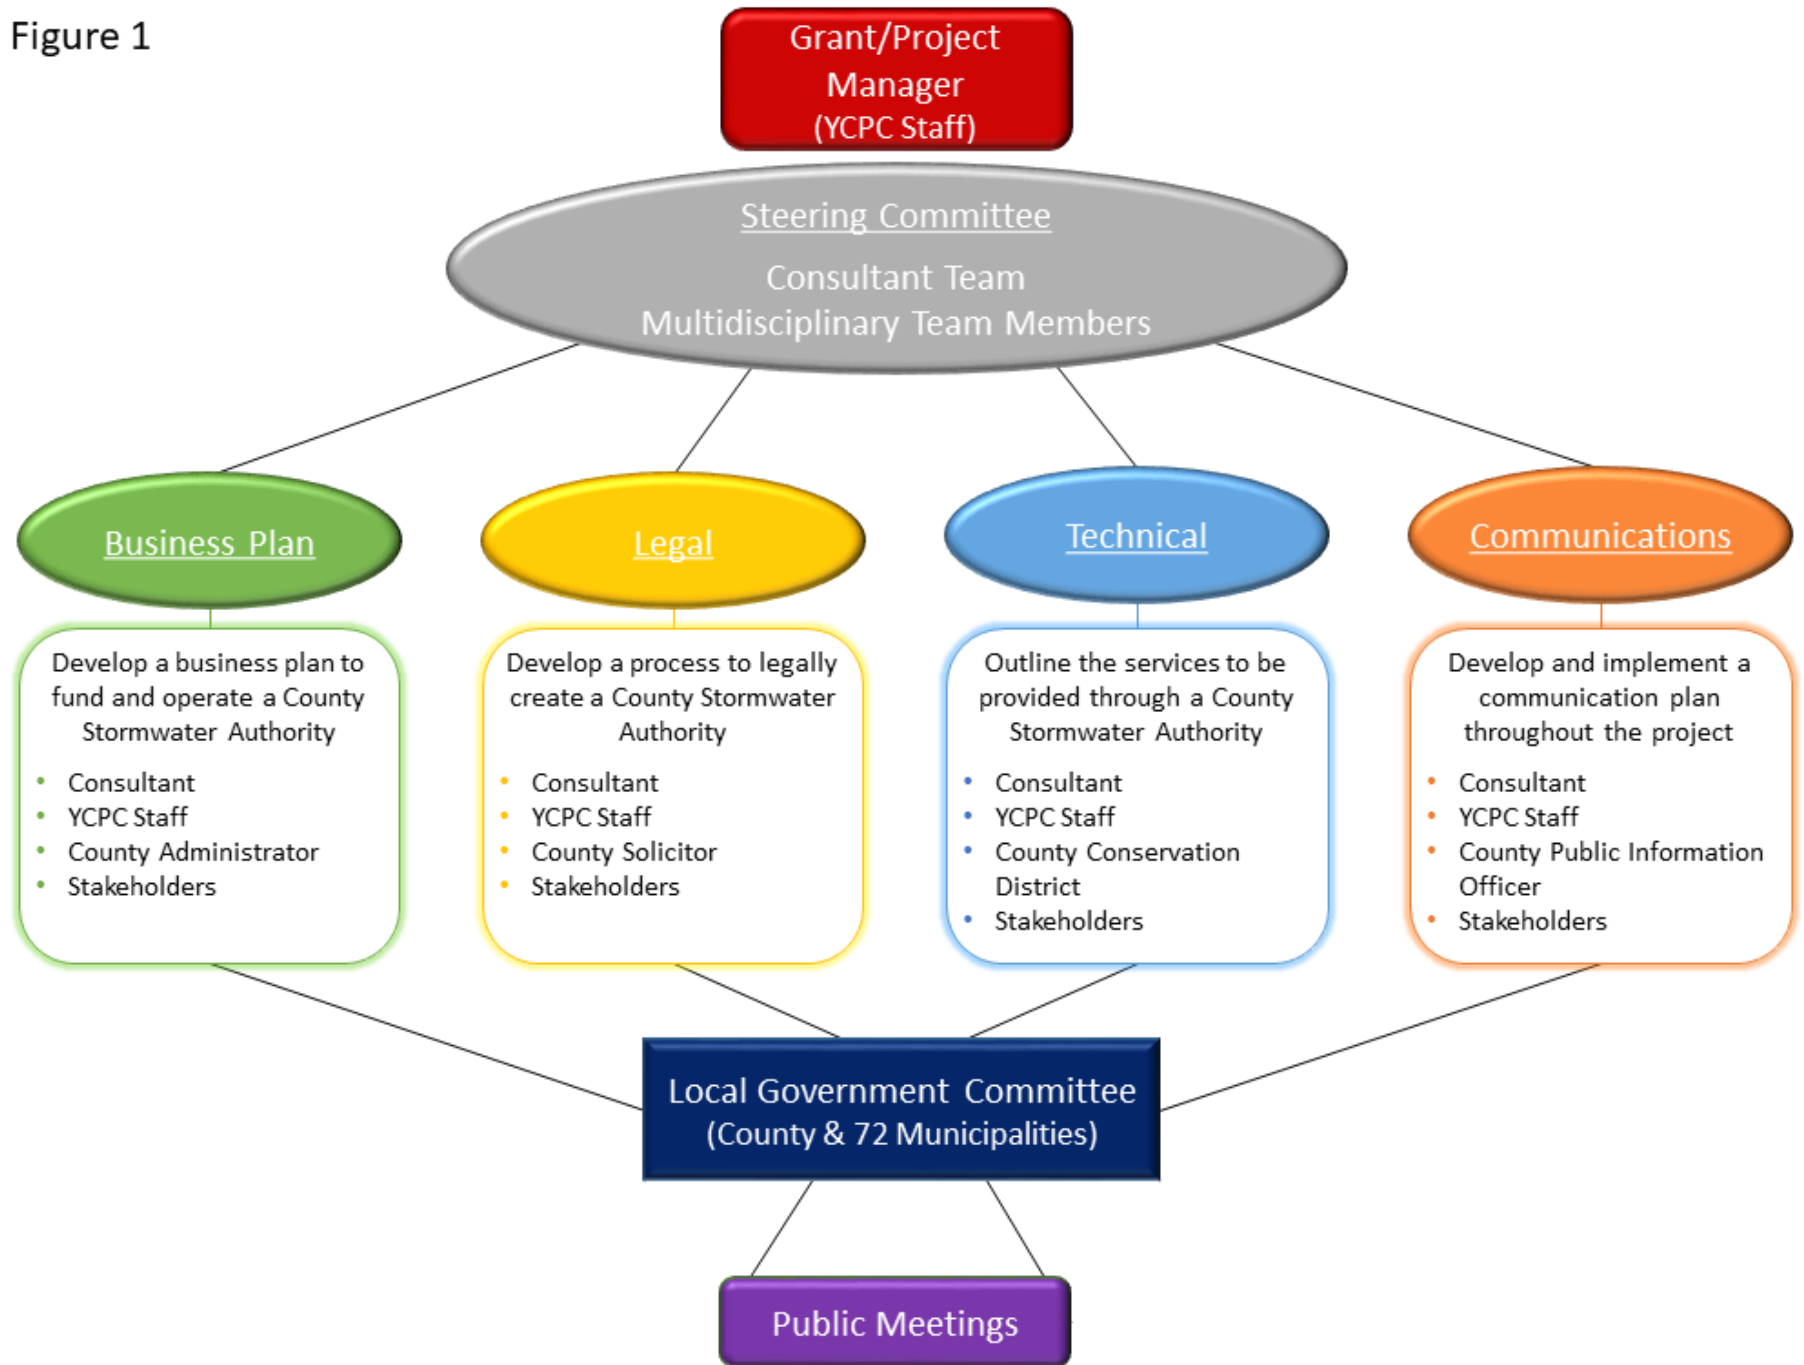 Figure 1
Grant/Project
Manager
(YCPC Staff)
Steering Committee
Consultant Team
Multidisciplinary Team Members
Business Plan
Legal
Technical
Communications
Develop a business plan to
fund and operate a County
Stormwater Authority
• Consultant
• YCPC Staff
• County Administrator
• Stakeholders
Develop a process to legally
create a County Stormwater
Authority
• Consultant
• YCPC Staff
• County Solicitor
• Stakeholders
Outline the services to be
provided through a County
Stormwater Authority
• Consultant
• YCPC Staff
• County Conservation
District
• Stakeholders
Develop and implement a
communication plan
throughout the project
• Consultant
• YCPC Staff
• County Public Information
Officer
• Stakeholders
Local Government Committee
(County & 72 Municipalities)
Public Meetings